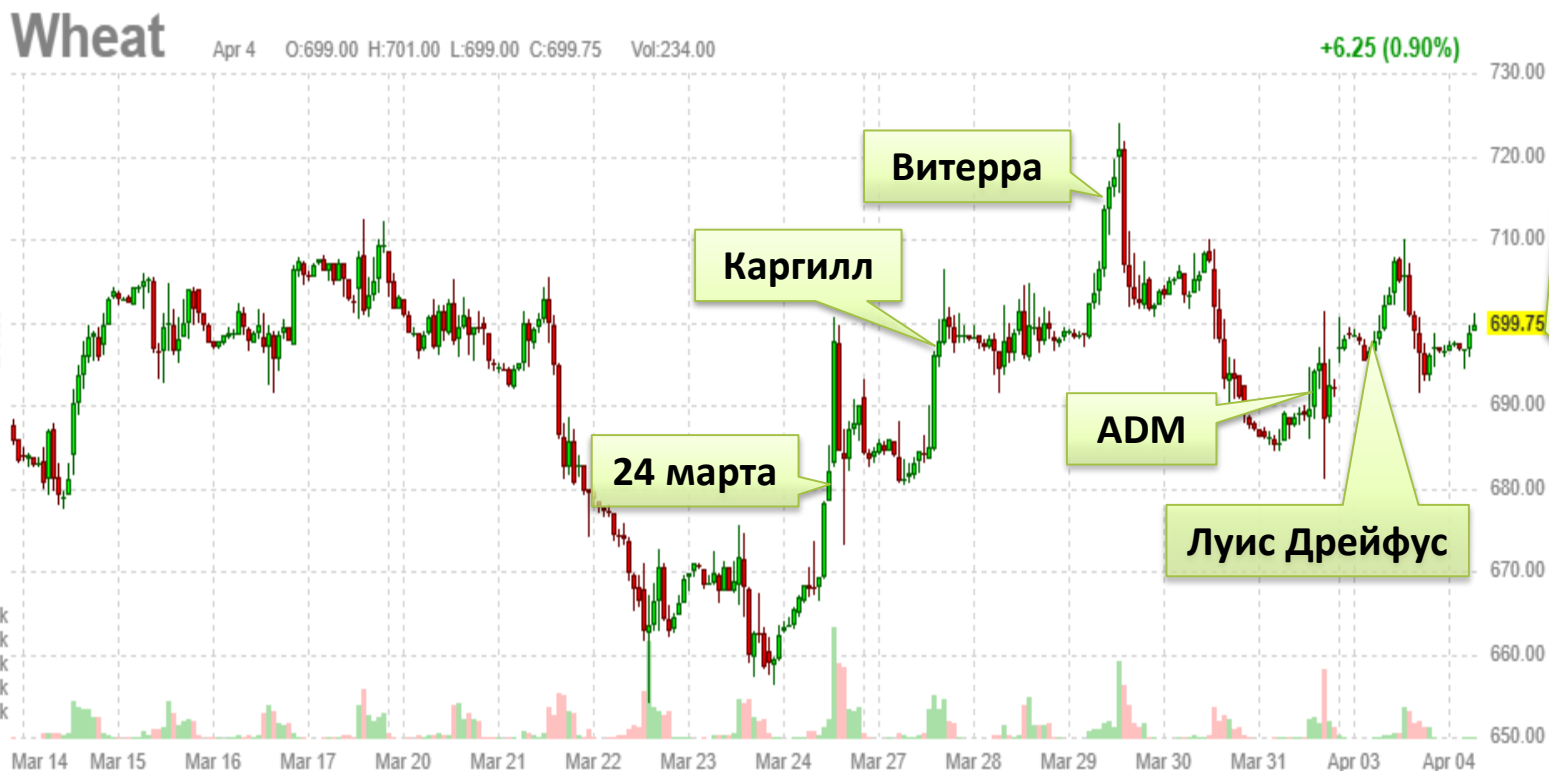 Wheat
Apr 4 O:699.00 H:701.00 L:699.00 C:699.75 Vol:234.00
+6.25 (0.90%)
730.00
720.00
Витерра
710.00
Каргилл
699.75
690.00
ADM
24 марта
680.00
Луис Дрейфус
670.00
k
k
660.00
k
k
k
650.00
Mar 14 Mar 15 Mar 16 Mar 17 Mar 20 Mar 21 Mar 22 Mar 23 Mar 24 Mar 27 Mar 28 Mar 29 Mar 30 Mar 31 Apr 03 Apr 04